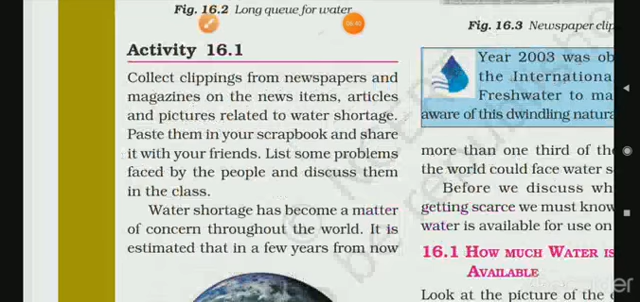 Fig. 16.2 Long queue for water
Activity 16.1
Collect clippings from newspapers and
magazines on the news items, articles
and pictures related to water shortage.
Paste them in your scrapbook and share
it with your friends. List some problems
faced by the people and discuss them
in the class.
Water shortage has become a matter
of concern throughout the world. It is
estimated that in a few years from now
Fig. 16.3 Newspaper clip
Year 2003 was ob
the Internationa
Freshwater to ma
aware of this dwindling natura
more than one third of the
the world could face water s
Before we discuss wh
getting scarce we must know
water is available for use on
16.1 HOW MUCH WATER IS
AVAILABLE
Look at the picture of the e